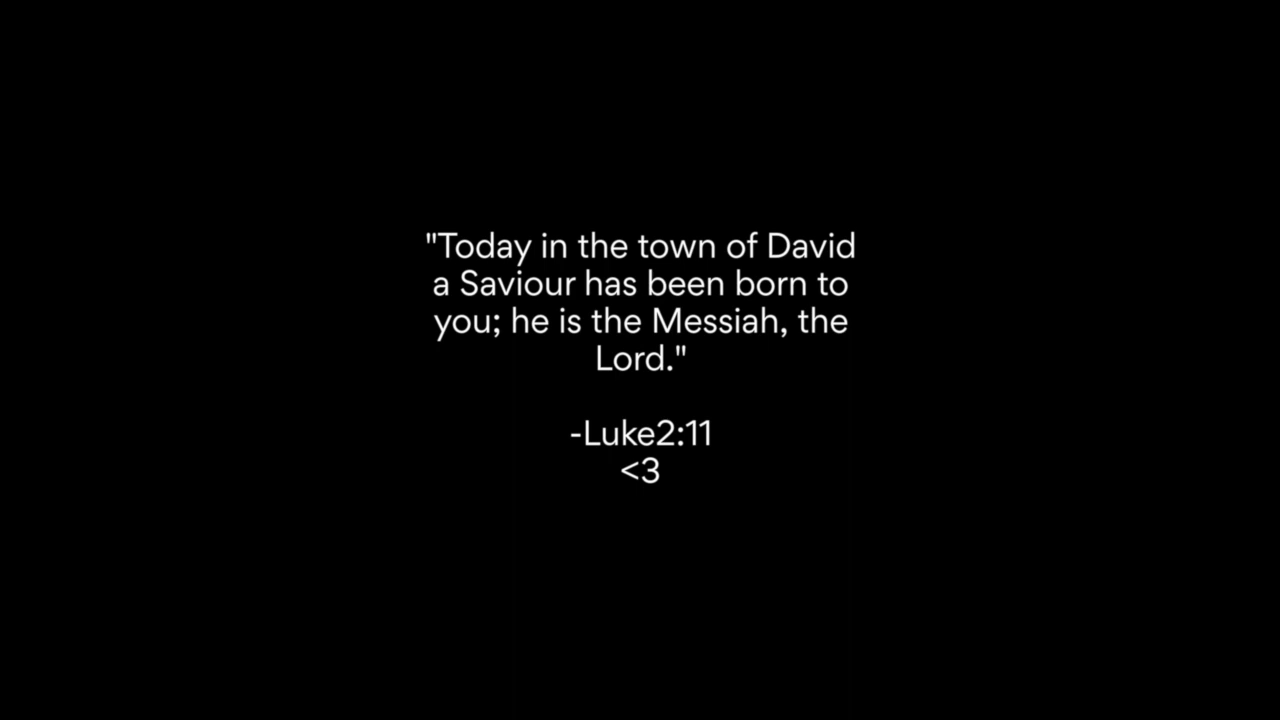 "Today in the town of David
a Saviour has been born to
you; he is the Messiah, the
Lord."
-Luke2:11
<3